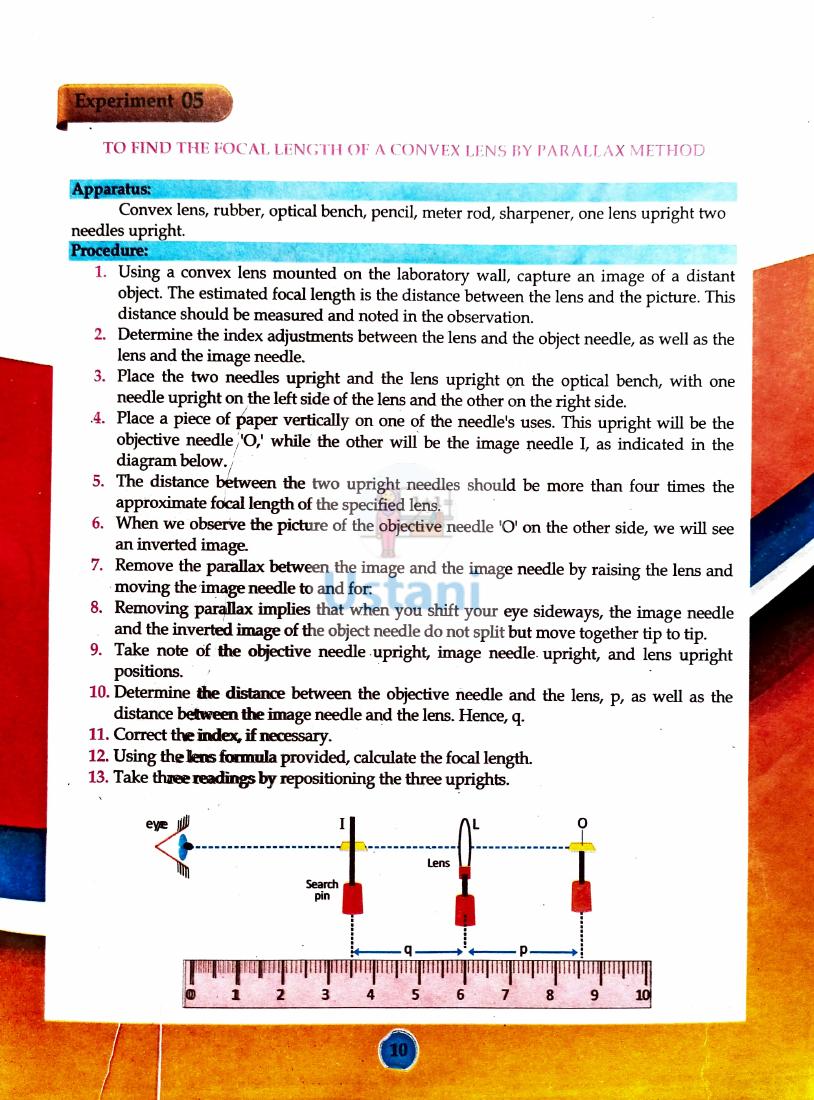 Experiment 05
TO FIND THE FOCAL LENGTH OF A CONVEX LENS BY PARALLAX METHOD
Apparatus:
Convex lens, rubber, optical bench, pencil, meter rod, sharpener, one lens upright two
needles upright.
Procedure:
1. Using a convex lens mounted on the laboratory wall, capture an image of a distant
object. The estimated focal length is the distance between the lens and the picture. This
distance should be measured and noted in the observation.
2. Determine the index adjustments between the lens and the object needle, as well as the
lens and the image needle.
3. Place the two needles upright and the lens upright on the optical bench, with one
needle upright on the left side of the lens and the other on the right side.
4. Place a piece of paper vertically on one of the needle's uses. This upright will be the
objective needle 'O,' while the other will be the image needle I, as indicated in the
diagram below.
5. The distance between the two upright needles should be more than four times the
approximate focal length of the specified lens.
6. When we observe the picture of the objective needle 'O' on the other side, we will see
an inverted image.
7. Remove the parallax between the image and the image needle by raising the lens and
moving the image needle to and for.
8. Removing parallax implies that when you shift your eye sideways, the image needle
and the inverted image of the object needle do not split but move together tip to tip.
9. Take note of the objective needle upright, image needle upright, and lens upright
positions.
10. Determine the distance between the objective needle and the lens, p, as well as the
distance between the image needle and the lens. Hence, q.
11. Correct the index, if necessary.
12. Using the lens formula provided, calculate the focal length.
13. Take three readings by repositioning the three uprights.
eye I L O
Lens
Search
pin
q p
0 1 2 3 4 5 6 7 8 9 10
10
Ustani